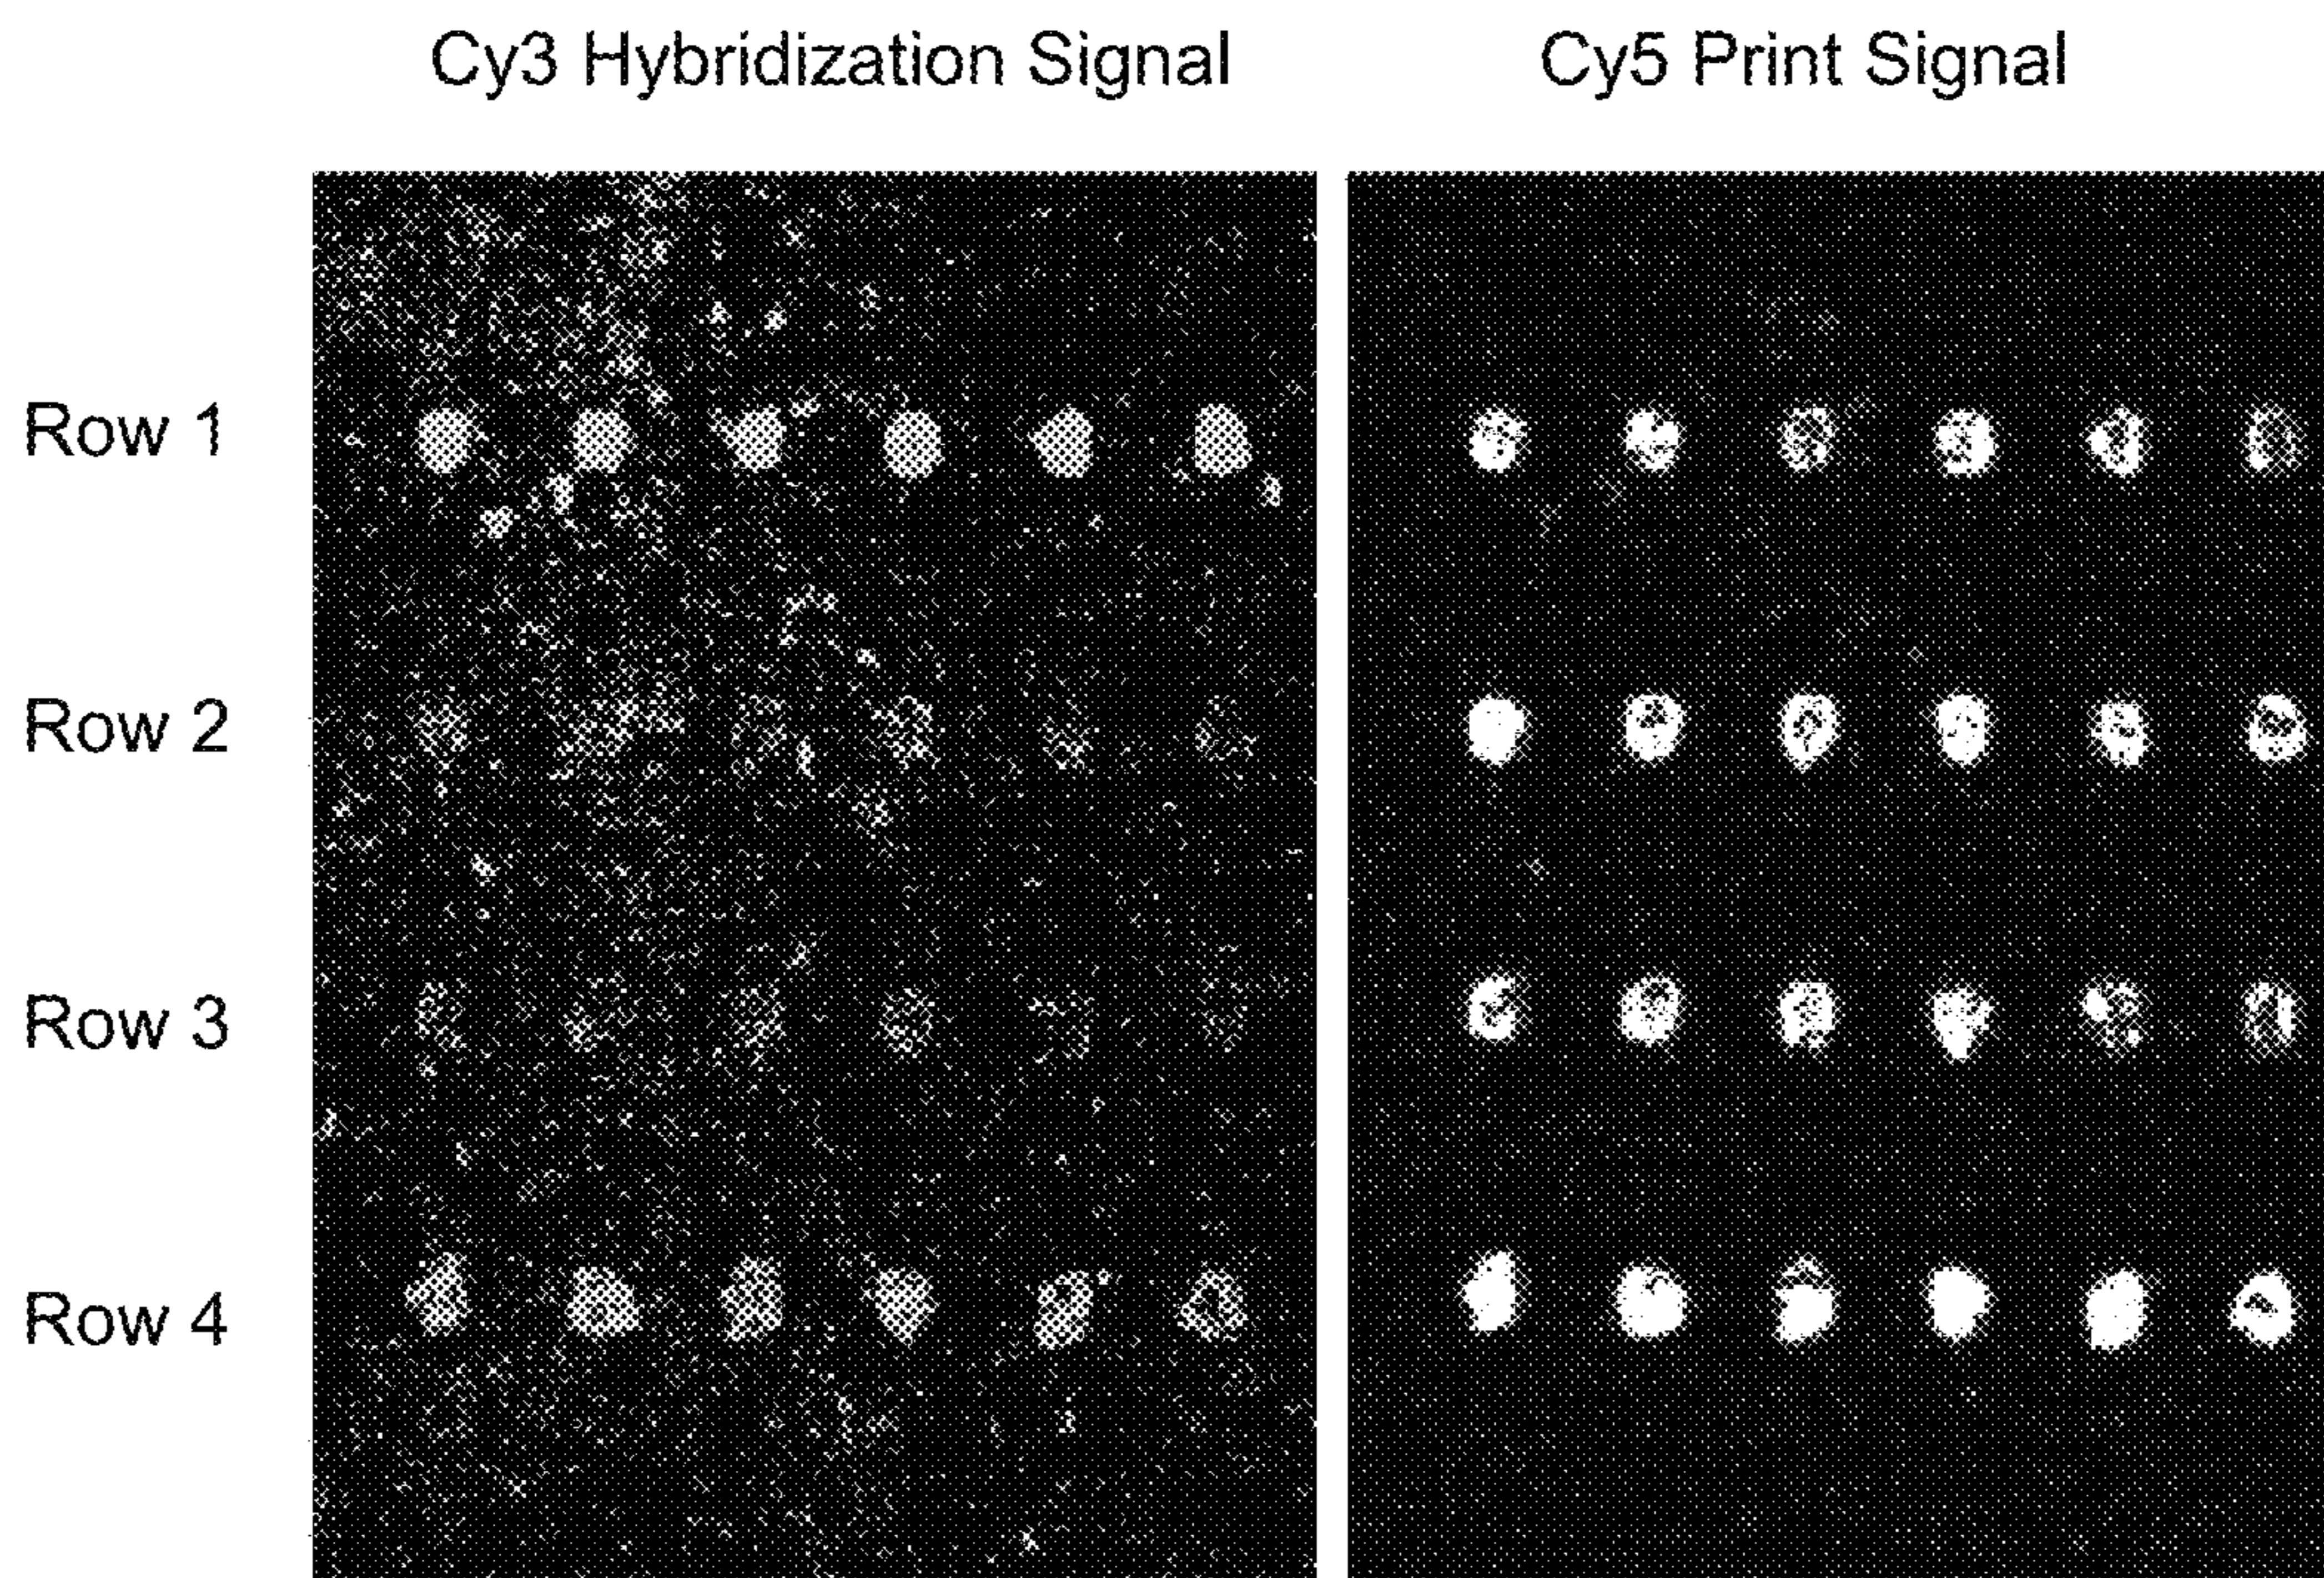 Cy3 Hybridization Signal
Cy5 Print Signal
Row 1
Row 2
Row 3
Row 4